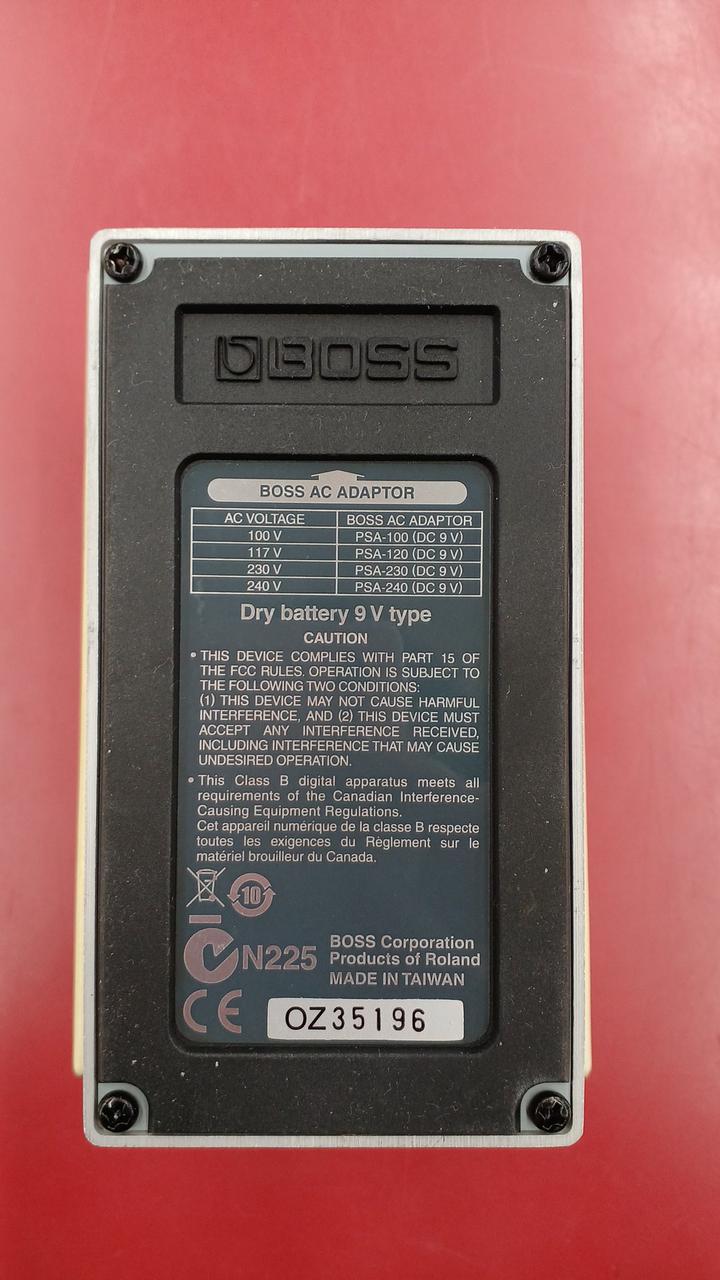 BOSS
BOSS AC ADAPTOR
AC VOLTAGE BOSS AC ADAPTOR
100 V PSA-100 (DC 9 V)
117 V PSA-120 (DC 9 V)
230 V PSA-230 (DC 9 V)
240 V PSA-240 (DC 9 V)
Dry battery 9 V type
CAUTION
• THIS DEVICE COMPLIES WITH PART 15 OF
THE FCC RULES. OPERATION IS SUBJECT TO
THE FOLLOWING TWO CONDITIONS:
(1) THIS DEVICE MAY NOT CAUSE HARMFUL
INTERFERENCE, AND (2) THIS DEVICE MUST
ACCEPT ANY INTERFERENCE RECEIVED,
INCLUDING INTERFERENCE THAT MAY CAUSE
UNDESIRED OPERATION.
• This Class B digital apparatus meets all
requirements of the Canadian Interference-
Causing Equipment Regulations.
Cet appareil numérique de la classe B respecte
toutes les exigences du Règlement sur le
matériel brouilleur du Canada.
10
N225
BOSS Corporation
Products of Roland
MADE IN TAIWAN
CE
OZ35196